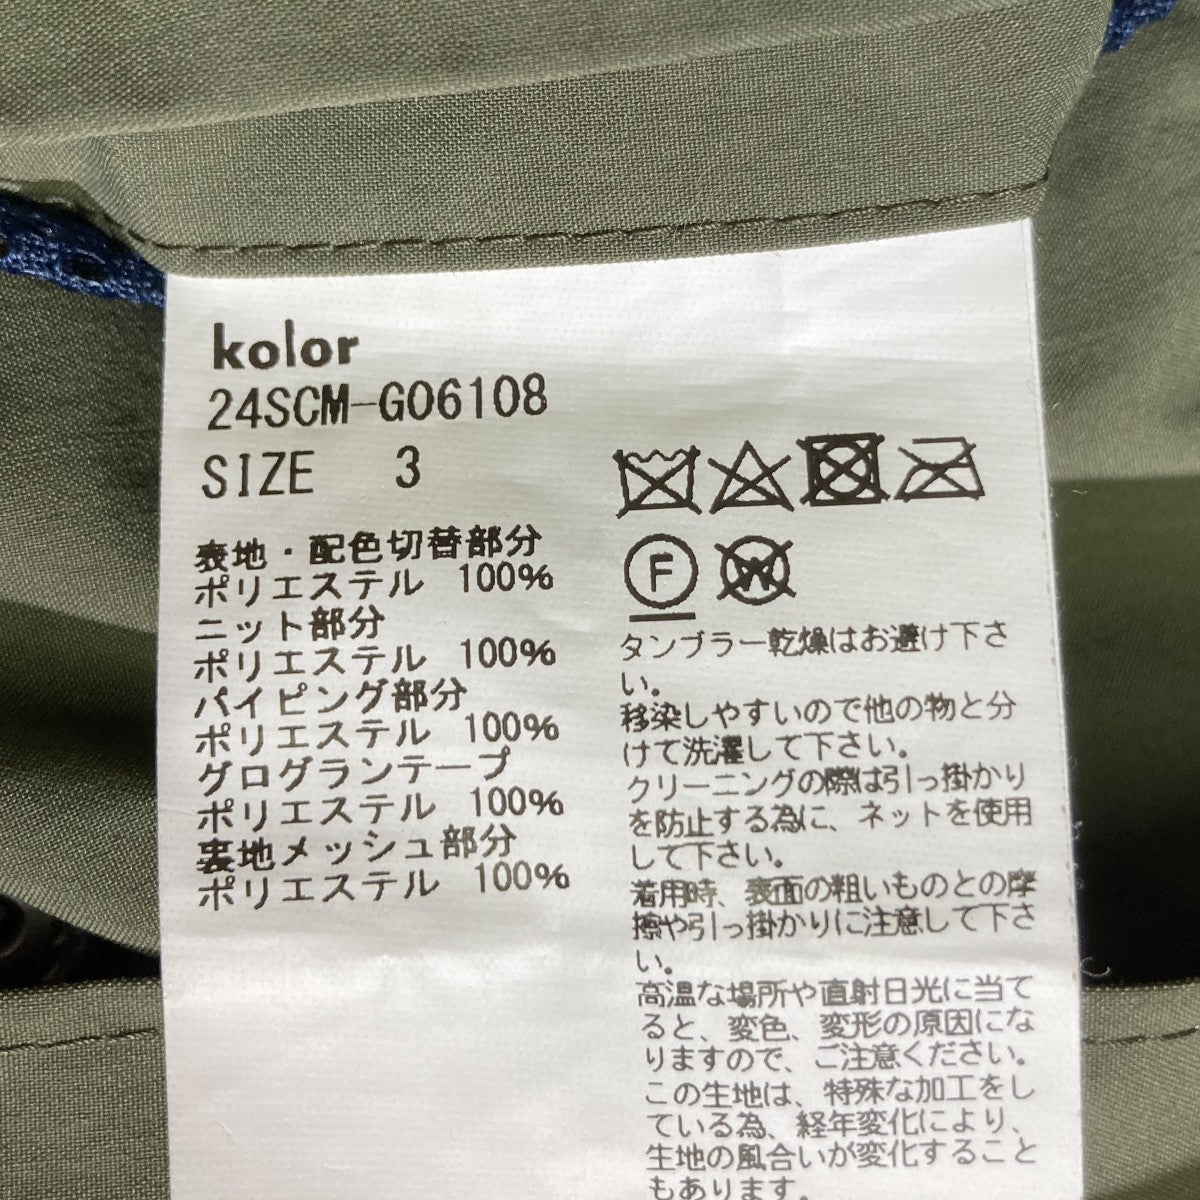 kolor
24SCM-G06108
SIZE 3
表地・配色切替部分
ポリエステル 100%
ニット部分
ポリエステル 100%
パイピング部分
ポリエステル 100%
グログランテープ
ポリエステル 100%
裏地メッシュ部分
ポリエステル 100%
F
W
タンブラー乾燥はお避け下さ
い。
移染しやすいので他の物と分
けて洗濯して下さい。
クリーニングの際は引っ掛かり
を防止する為に、ネットを使用
して下さい。
着用時、表面の粗いものとの摩
擦や引っ掛かりに注意して下さ
い。
高温な場所や直射日光に当て
ると、変色、変形の原因にな
りますので、ご注意ください。
この生地は、特殊な加工をし
ている為、経年変化により、
生地の風合いが変化すること
もあります。